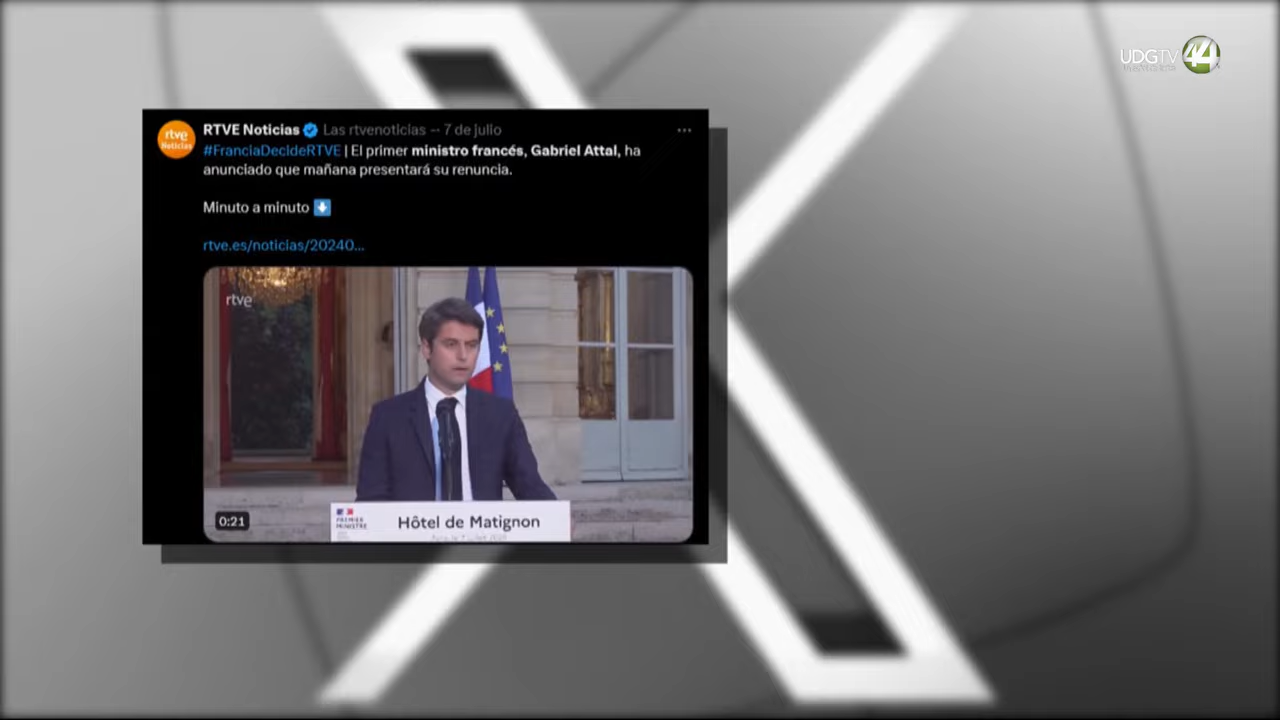 UDGTV 44
RTVE Noticias Las rtvenoticias -- 7 de julio
#FranciaDecideRTVE | El primer ministro francés, Gabriel Attal, ha
anunciado que mañana presentará su renuncia.
Minuto a minuto
rtve.es/noticias/20240...
rtve
Noticias
rtve
0:21
PREMIER
MINISTRE
Hôtel de Matignon